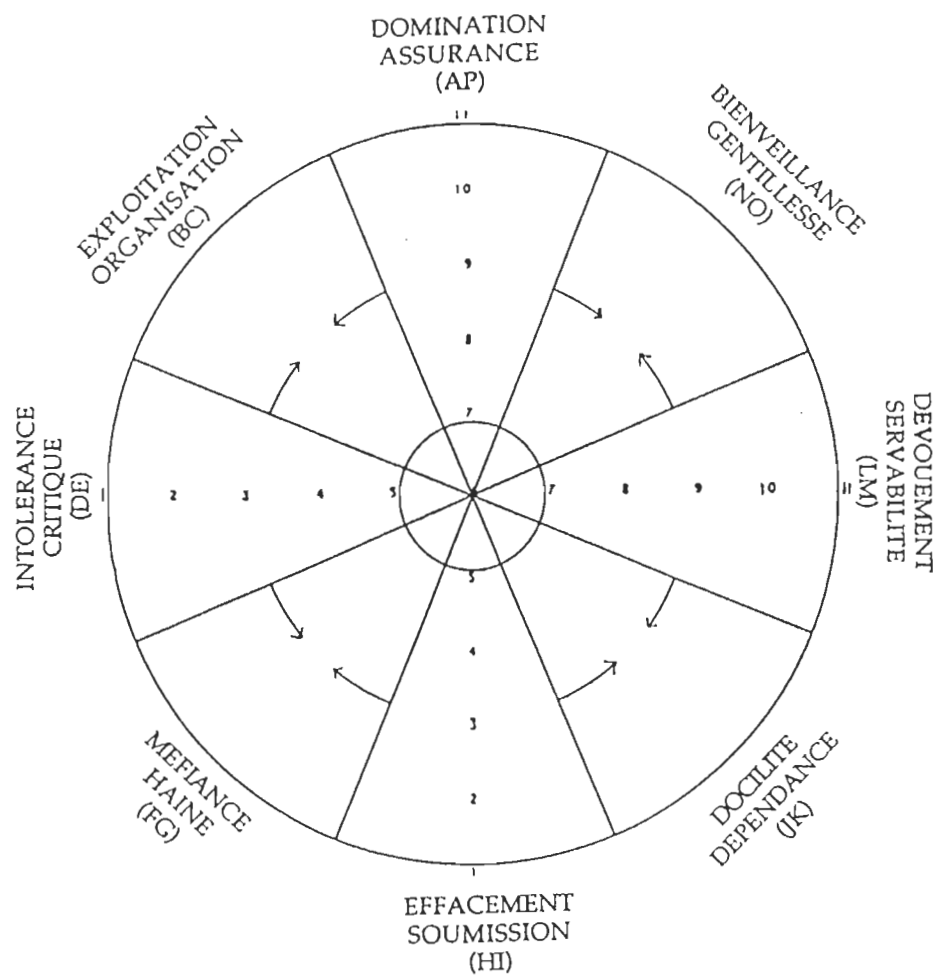 DOMINATION
ASSURANCE
(AP)
11
10
9
8
7
BIENVEILLANCE
GENTILLESSE
(NO)
EXPLOITATION
ORGANISATION
(BC)
INTOLERANCE
CRITIQUE
(DE)
1 2 3 4 5 6 7 8 9 10 11
DEVOUEMENT
SERVABILITE
(LM)
5
4
3
2
1
MEFIANCE
HAINE
(FG)
DOCILITE
DEPENDANCE
(JK)
EFFACEMENT
SOUMISSION
(HI)